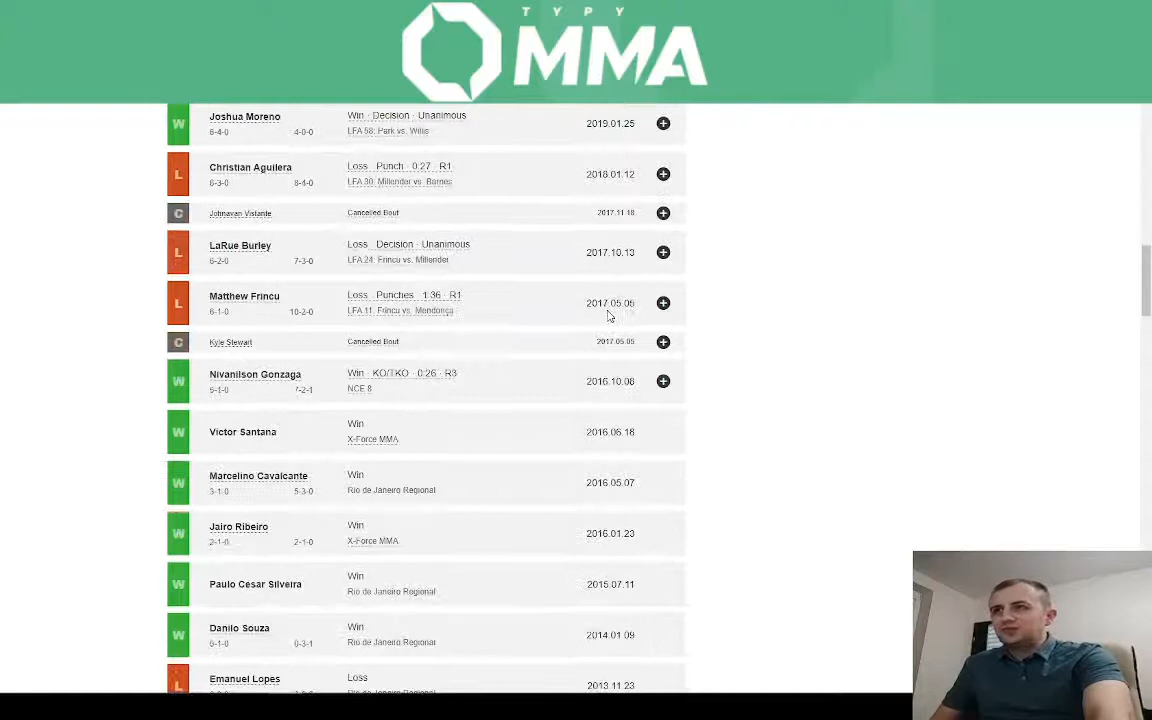 TYPY
MMA
W
Joshua Moreno
Win · Decision · Unanimous
2019.01.25
6-4-0
4-0-0
LFA 58: Park vs. Willis
L
Christian Aguilera
Loss · Punch · 0:27 · R1
2018.01.12
6-3-0
8-4-0
LFA 30: Millender vs. Barnes
C
Johnavan Vistante
Cancelled Bout
L
LaRue Burley
Loss · Decision · Unanimous
2017.10.13
6-2-0
7-3-0
LFA 24: Frincu vs. Millender
L
Matthew Frincu
Loss · Punches · 1:36 · R1
2017.05.05
6-1-0
10-2-0
LFA 11: Frincu vs. Mendonça
C
Kyle Stewart
Cancelled Bout
2017.05.05
W
Nivanilson Gonzaga
Win · KO/TKO · 0:26 · R3
2016.10.08
5-1-0
7-2-1
NCE 8
W
Victor Santana
Win
2016.06.18
X-Force MMA
W
Marcelino Cavalcante
Win
2016.05.07
3-1-0
5-3-0
Rio de Janeiro Regional
W
Jairo Ribeiro
Win
2016.01.23
2-1-0
2-1-0
X-Force MMA
W
Paulo Cesar Silveira
Win
2015.07.11
Rio de Janeiro Regional
W
Danilo Souza
Win
2014.01.09
0-3-1
Rio de Janeiro Regional
L
Emanuel Lopes
Loss
2013.11.23